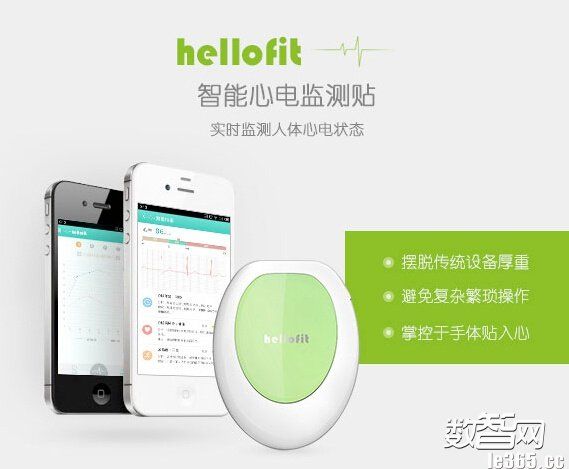 hellofit
智能心电监测贴
实时监测人体心电状态
摆脱传统设备厚重
避免复杂繁琐操作
掌控于手体贴入心
hellofit
数智网
le365.cc